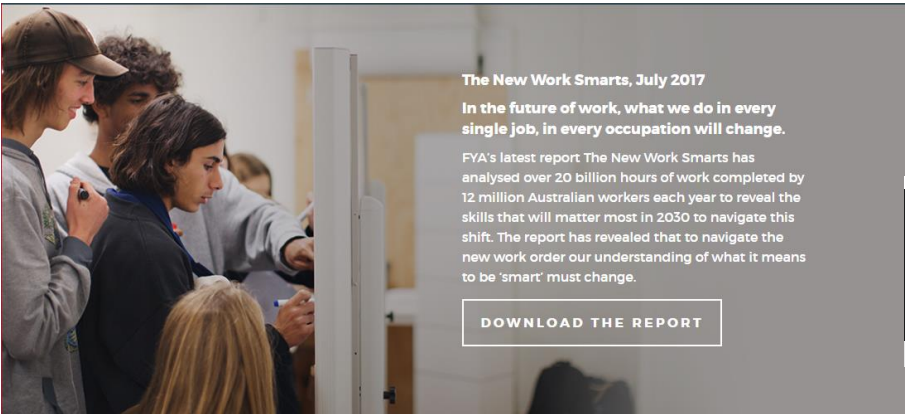 The New Work Smarts, July 2017
In the future of work, what we do in every
single job, in every occupation will change.
FYA's latest report The New Work Smarts has
analysed over 20 billion hours of work completed by
12 million Australian workers each year to reveal the
skills that will matter most in 2030 to navigate this
shift. The report has revealed that to navigate the
new work order our understanding of what it means
to be 'smart' must change.
DOWNLOAD THE REPORT